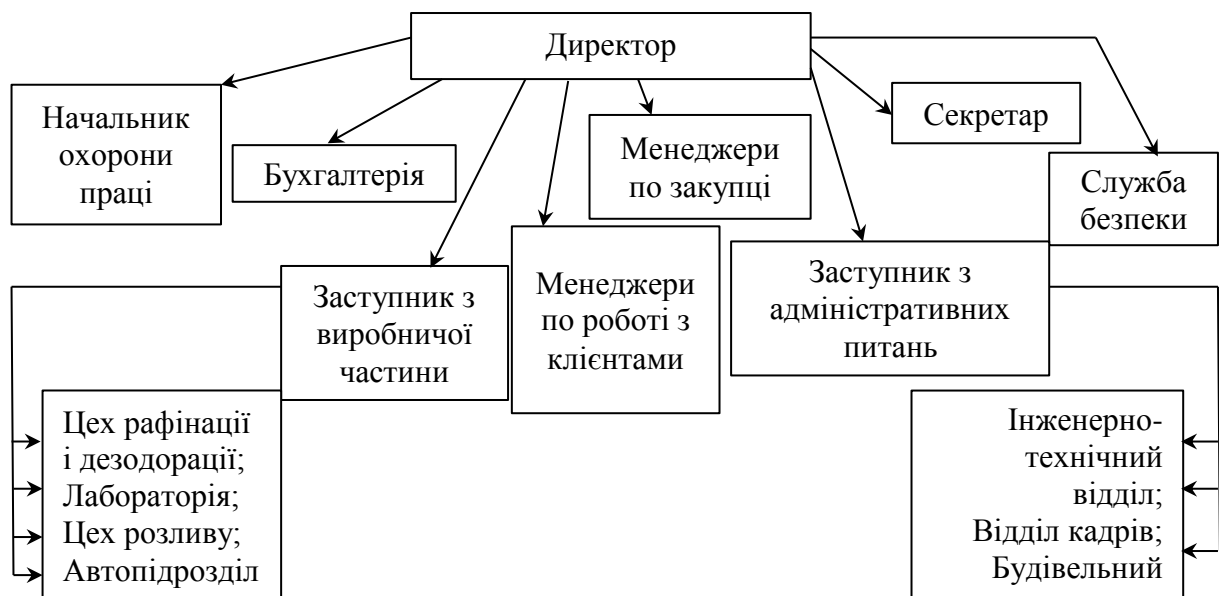 Директор
Начальник
охорони
праці
Бухгалтерія
Менеджери
по закупці
Секретар
Служба
безпеки
Заступник з
виробничої
частини
Менеджери
по роботі з
клієнтами
Заступник з
адміністративних
питань
Цех рафінації
і дезодорації;
Лабораторія;
Цех розливу;
Автопідрозділ
Інженерно-
технічний
відділ;
Відділ кадрів;
Будівельний